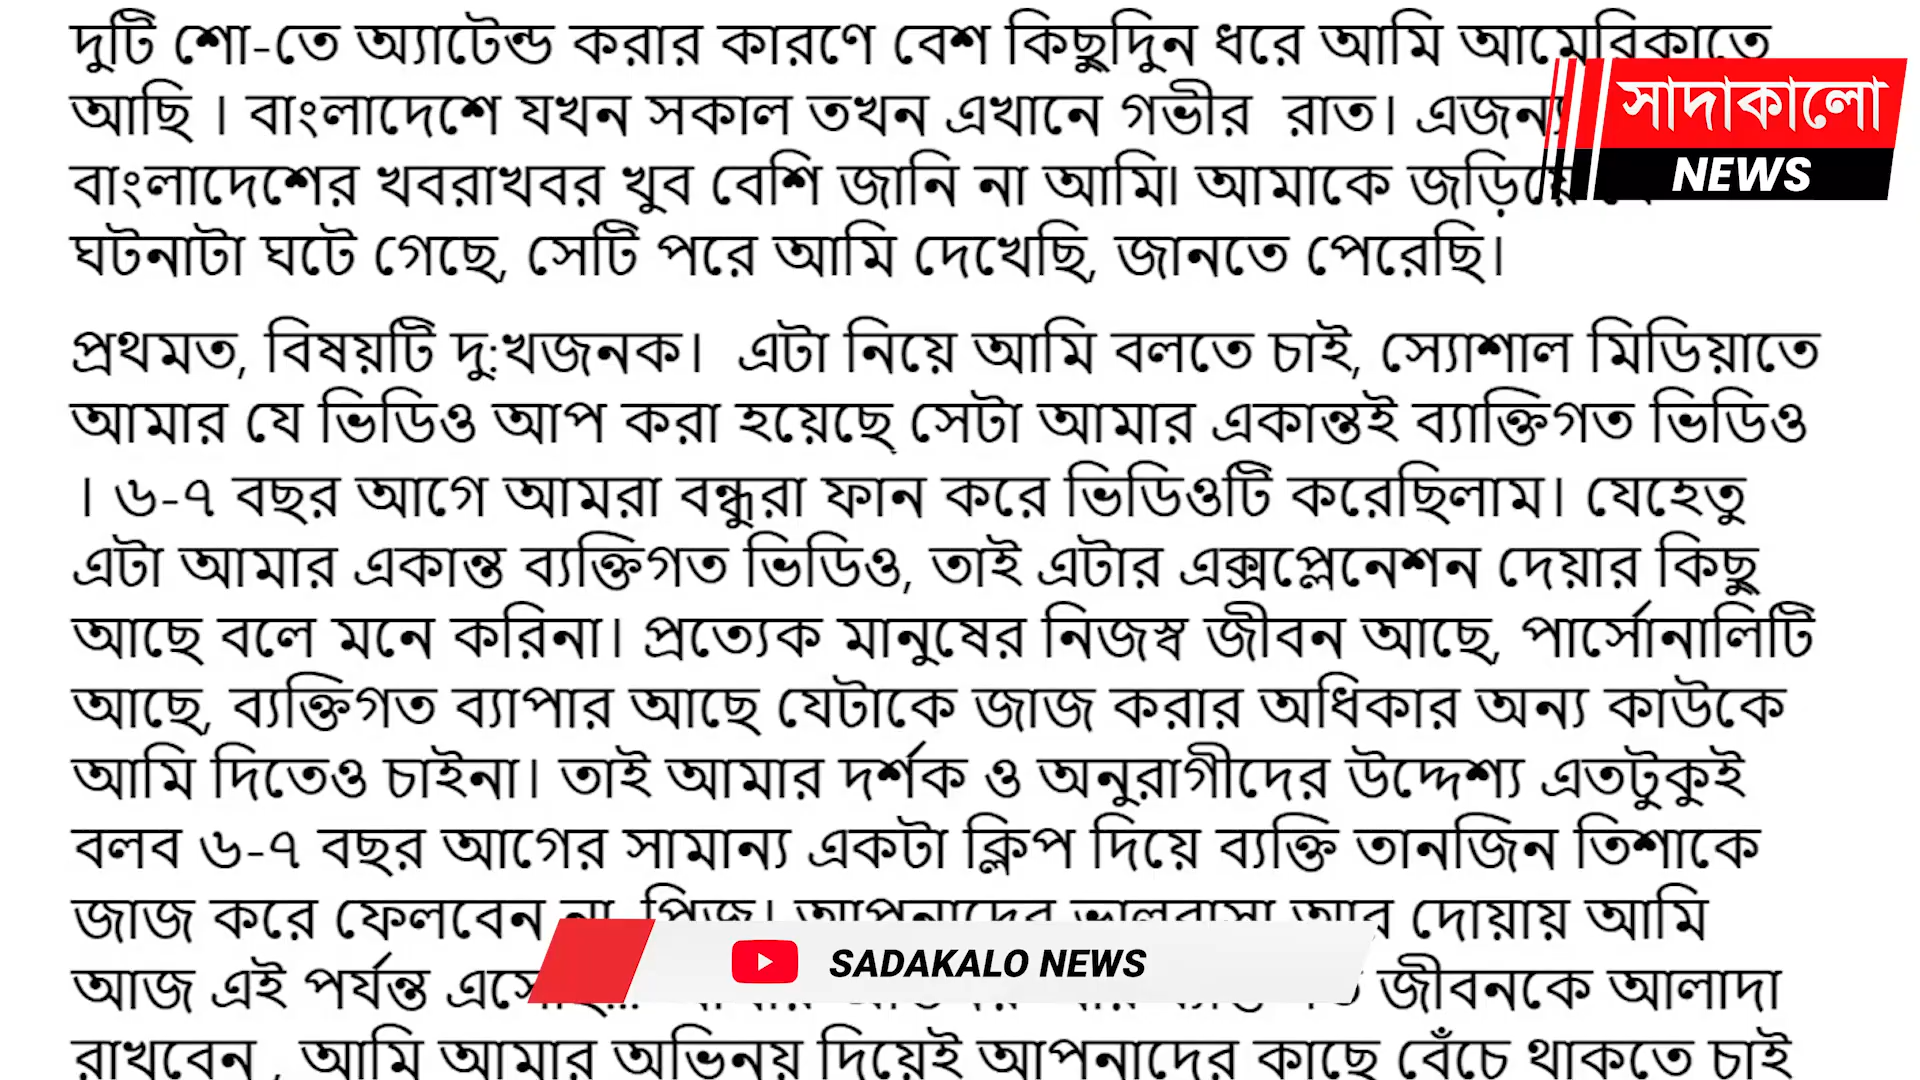 দুটি শো-তে অ্যাটেন্ড করার কারণে বেশ কিছুদিুন ধরে আমি আমেরিকাতে
আছি । বাংলাদেশে যখন সকাল তখন এখানে গভীর রাত। এজন্য
বাংলাদেশের খবরাখবর খুব বেশি জানি না আমি। আমাকে জড়িয়ে
ঘটনাটা ঘটে গেছে, সেটি পরে আমি দেখেছি, জানতে পেরেছি।
সাদাকালো
NEWS
প্রথমত, বিষয়টি দু:খজনক। এটা নিয়ে আমি বলতে চাই, স্যোশাল মিডিয়াতে
আমার যে ভিডিও আপ করা হয়েছে্ সেটা আমার একান্তই ব্যাক্তিগত ভিডিও
। ৬-৭ বছর আগে আমরা বন্ধুরা ফান করে ভিডিওটি করেছিলাম। যেহেতু
এটা আমার একান্ত ব্যক্তিগত ভিডিও, তাই এটার এক্সপ্লেনেশন দেয়ার কিছু
আছে বলে মনে করিনা। প্রত্যেক মানুষের নিজস্ব জীবন আছে, পার্সোনালিটি
আছে, ব্যক্তিগত ব্যাপার আছে যেটাকে জাজ করার অধিকার অন্য কাউকে
আমি দিতেও চাইনা। তাই আমার দর্শক ও অনুরাগীদের উদ্দেশ্য এতটুকুই
বলব ৬-৭ বছর আগের সামান্য একটা ক্লিপ দিয়ে ব্যক্তি তানজিন তিশাকে
জাজ করে ফেলবেন না, প্লিজ। আপনাদের ভালবাসা আর দোয়ায় আমি
আজ এই পর্যন্ত জীবনকে আলাদা
রাখবেন , আমি আমার অভিনয় দিয়েই আপনাদের কাছে বেঁচে থাকতে চাই
SADAKALO NEWS